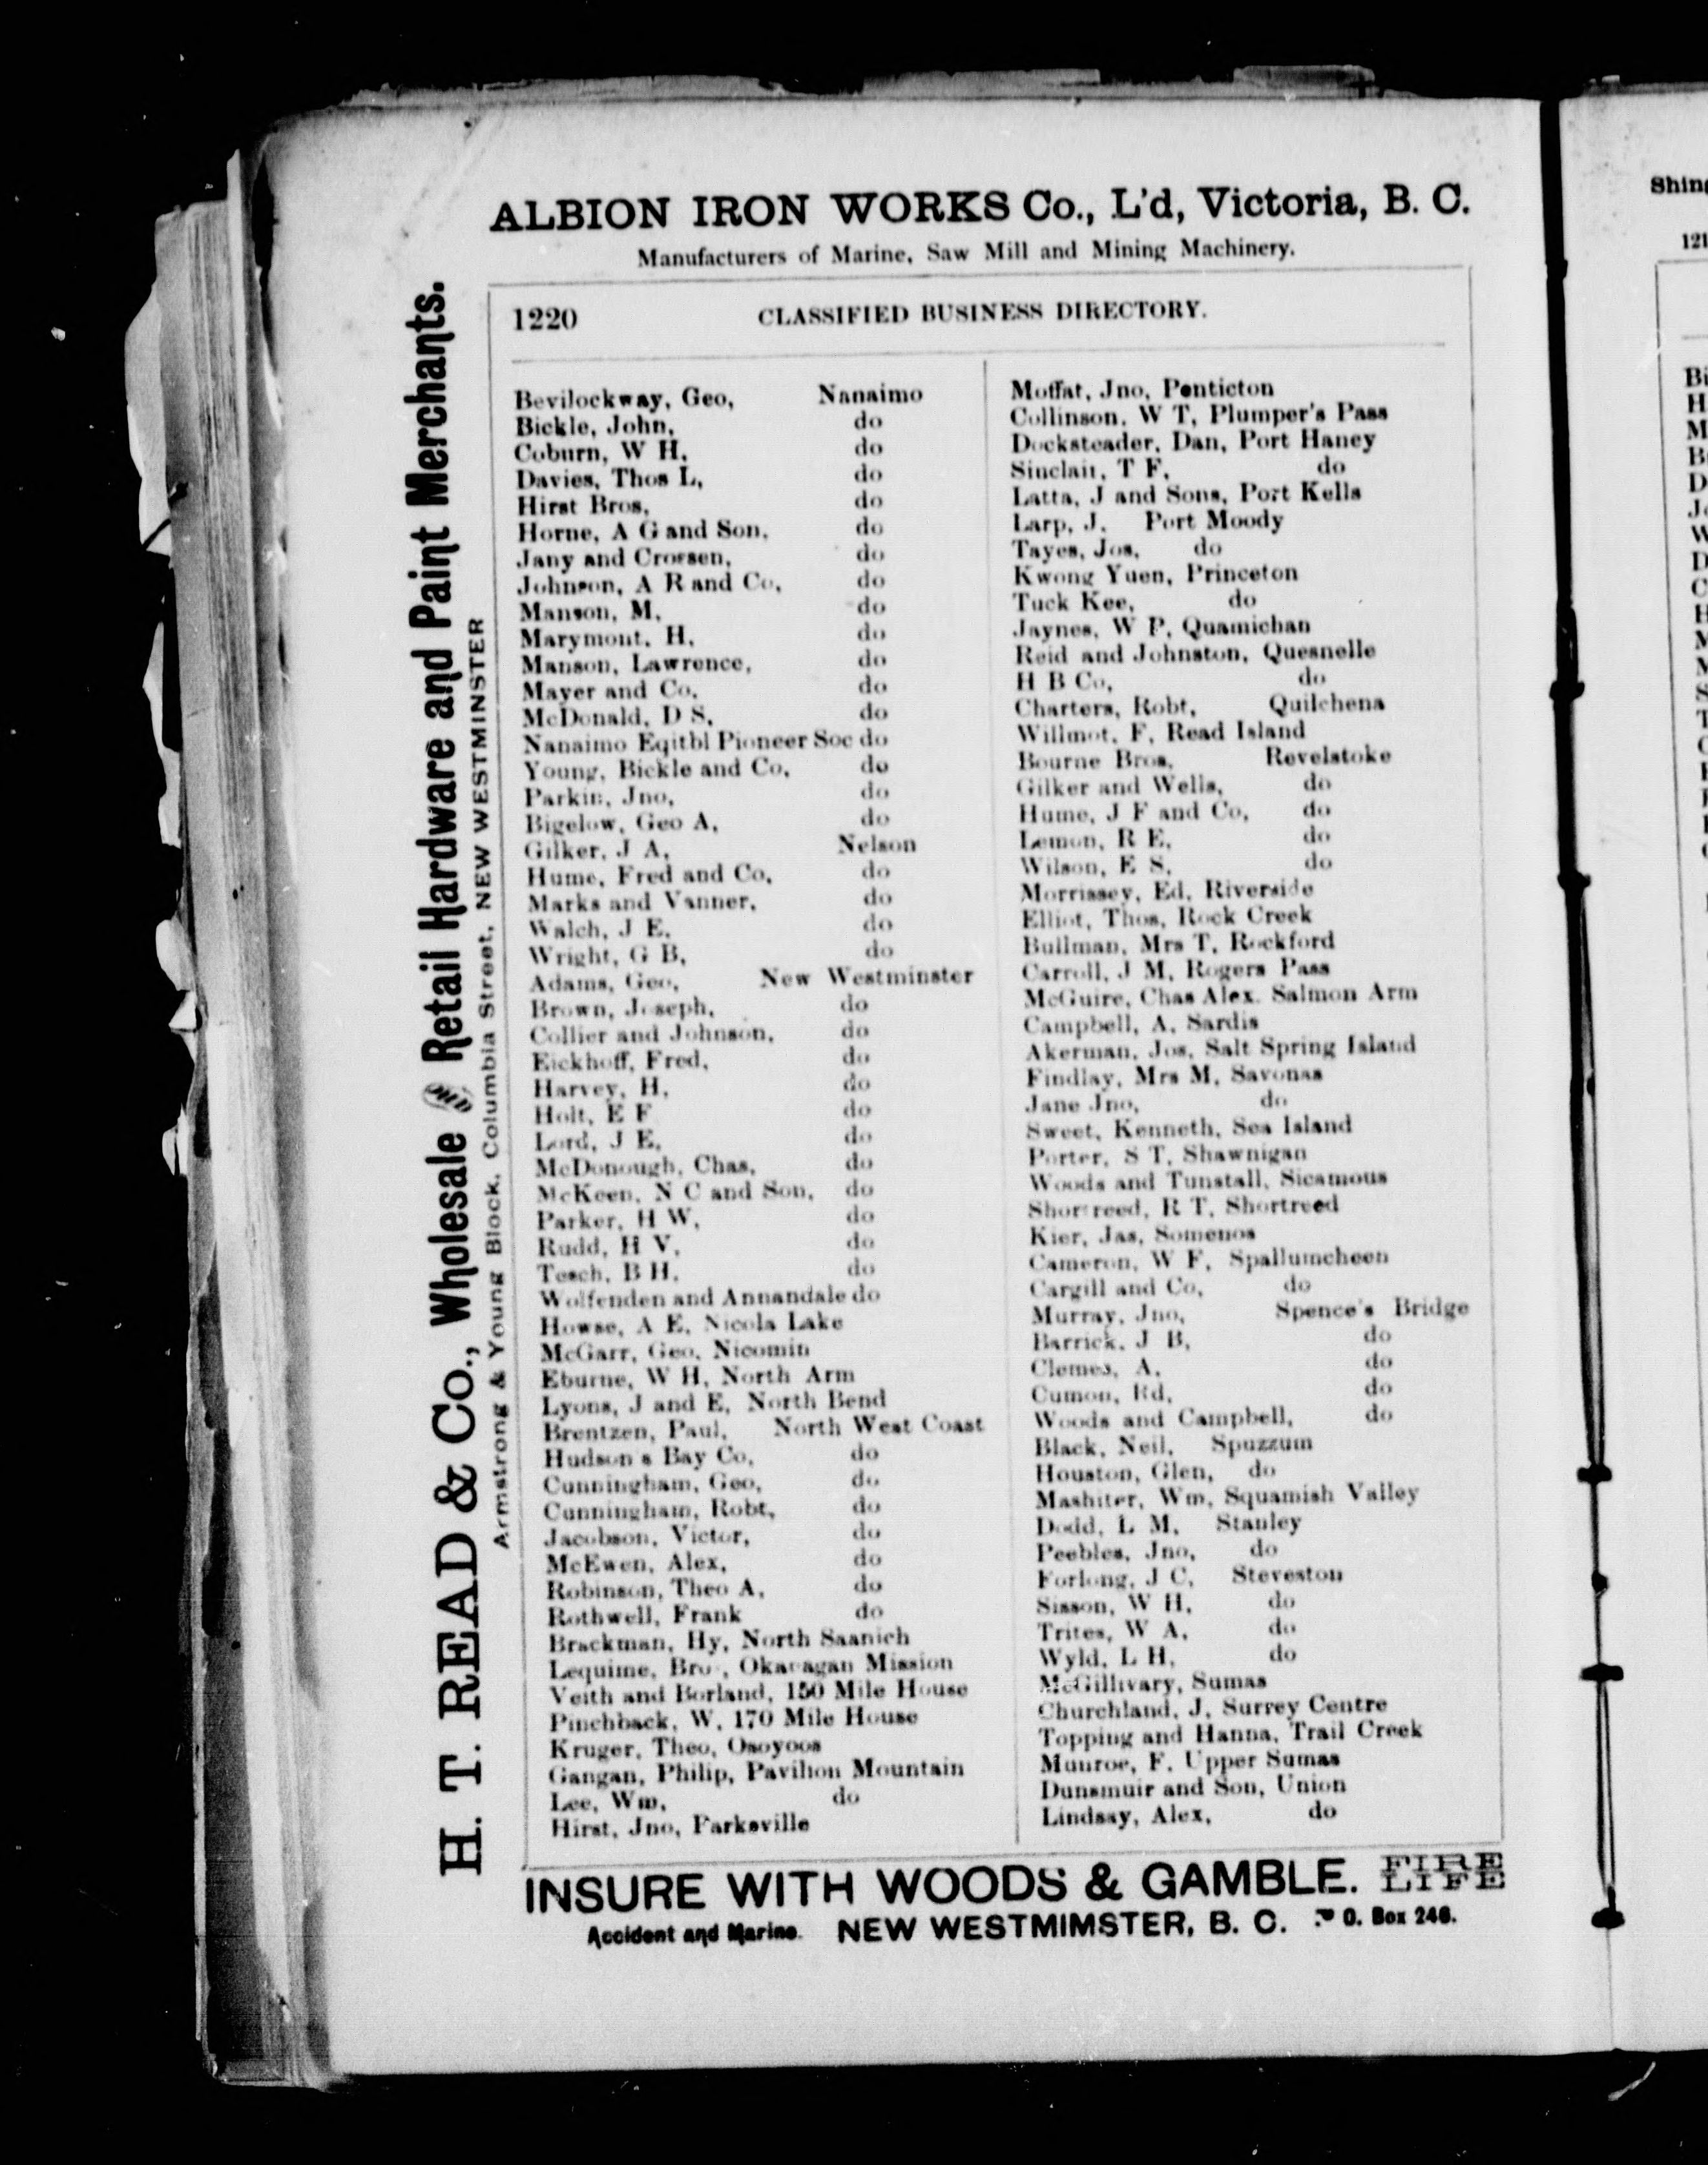 ALBION IRON WORKS Co., L'd, Victoria, B. C.
Manufacturers of Marine, Saw Mill and Mining Machinery.
1220 CLASSIFIED BUSINESS DIRECTORY.
Bevilockway, Geo, Nanaimo
Bickle, John, do
Coburn, W H, do
Davies, Thos L, do
Hirst Bros, do
Horne, A G and Son, do
Jany and Crossen, do
Johnson, A R and Co, do
Manson, M, do
Marymont, H, do
Manson, Lawrence, do
Mayer and Co, do
McDonald, D S, do
Nanaimo Eqitbl Pioneer Soc do
Young, Bickle and Co, do
Parkin, Jno, do
Bigelow, Geo A, do
Gilker, J A, Nelson
Hume, Fred and Co, do
Marks and Vanner, do
Walch, J E, do
Wright, G B, do
Adams, Geo, New Westminster
Brown, Joseph, do
Collier and Johnson, do
Eickhoff, Fred, do
Harvey, H, do
Holt, E F do
Lord, J E, do
McDonough, Chas, do
McKeen, N C and Son, do
Parker, H W, do
Rudd, H V, do
Tesch, B H, do
Wolfenden and Annandale do
Howse, A E, Nicola Lake
McGarr, Geo, Nicomin
Eburne, W H, North Arm
Lyons, J and E, North Bend
Brentzen, Paul, North West Coast
Hudson s Bay Co, do
Cunningham, Geo, do
Cunningham, Robt, do
Jacobson, Victor, do
McEwen, Alex, do
Robinson, Theo A, do
Rothwell, Frank do
Brackman, Hy, North Saanich
Lequime, Bro , Okanagan Mission
Veith and Borland, 150 Mile House
Pinchback, W, 170 Mile House
Kruger, Theo, Osoyoos
Gangan, Philip, Pavilion Mountain
Lee, Wm, do
Hirst, Jno, Parksville
Moffat, Jno, Penticton
Collinson, W T, Plumper's Pass
Docksteader, Dan, Port Haney
Sinclair, T F, do
Latta, J and Sons, Port Kells
Larp, J, Port Moody
Tayes, Jos, do
Kwong Yuen, Princeton
Tuck Kee, do
Jaynes, W P, Quamichan
Reid and Johnston, Quesnelle
H B Co, do
Charters, Robt, Quilchena
Willmot, F, Read Island
Bourne Bros, Revelstoke
Gilker and Wells, do
Hume, J F and Co, do
Lemon, R E, do
Wilson, E S, do
Morrissey, Ed, Riverside
Elliot, Thos, Rock Creek
Bullman, Mrs T, Rockford
Carroll, J M, Rogers Pass
McGuire, Chas Alex, Salmon Arm
Campbell, A, Sardis
Akerman, Jos, Salt Spring Island
Findlay, Mrs M, Savonas
Jane Jno, do
Sweet, Kenneth, Sea Island
Porter, S T, Shawnigan
Woods and Tunstall, Sicamous
Shortreed, R T, Shortreed
Kier, Jas, Somenos
Cameron, W F, Spallumcheen
Cargill and Co, do
Murray, Jno, Spence's Bridge
Barrick, J B, do
Clemes, A, do
Cumon, Rd, do
Woods and Campbell, do
Black, Neil, Spuzzum
Houston, Glen, do
Mashiter, Wm, Squamish Valley
Dodd, L M, Stanley
Peebles, Jno, do
Forlong, J C, Steveston
Sisson, W H, do
Trites, W A, do
Wyld, L H, do
McGillivary, Sumas
Churchland, J, Surrey Centre
Topping and Hanna, Trail Creek
Munroe, F, Upper Sumas
Dunsmuir and Son, Union
Lindsay, Alex, do
INSURE WITH WOODS & GAMBLE. FIRE LIFE
Accident and Marine. NEW WESTMIMSTER, B. C. P O. Box 246.
H. T. READ & CO., Wholesale Retail Hardware and Paint Merchants.
Armstrong & Young Block, Columbia Street, NEW WESTMINSTER
121